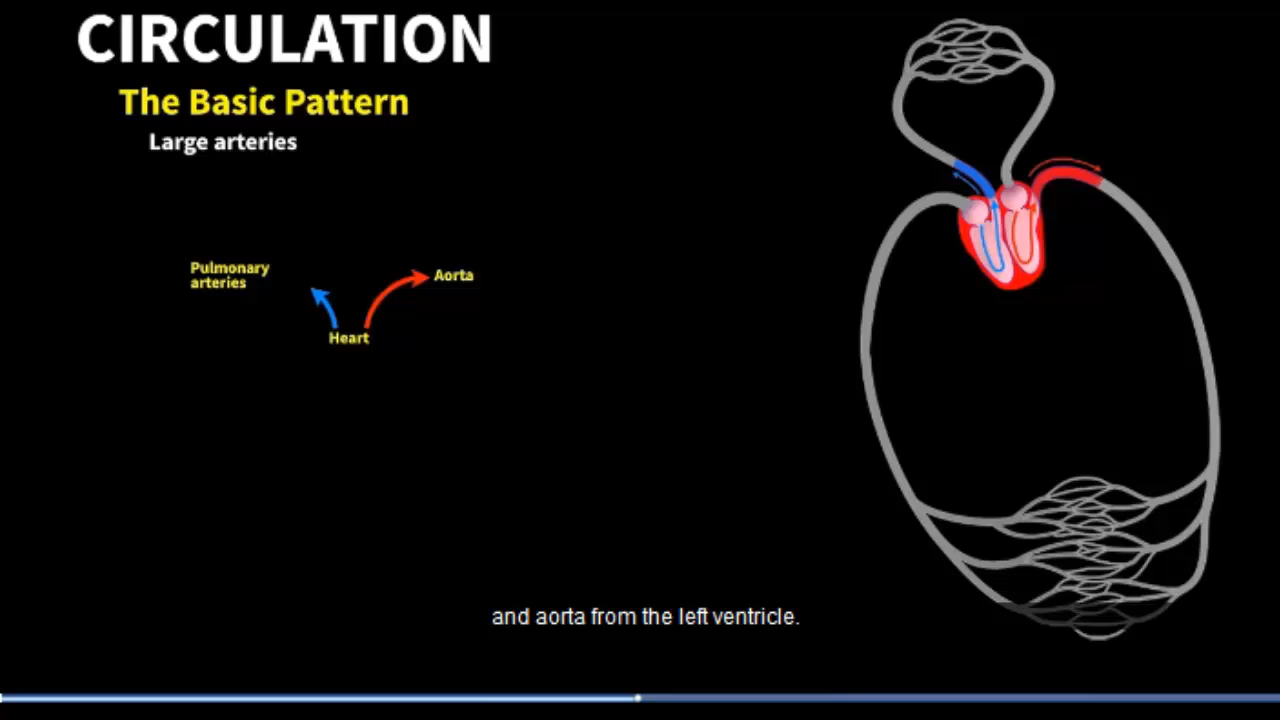 CIRCULATION
The Basic Pattern
Large arteries
Pulmonary
arteries
Aorta
Heart
and aorta from the left ventricle.